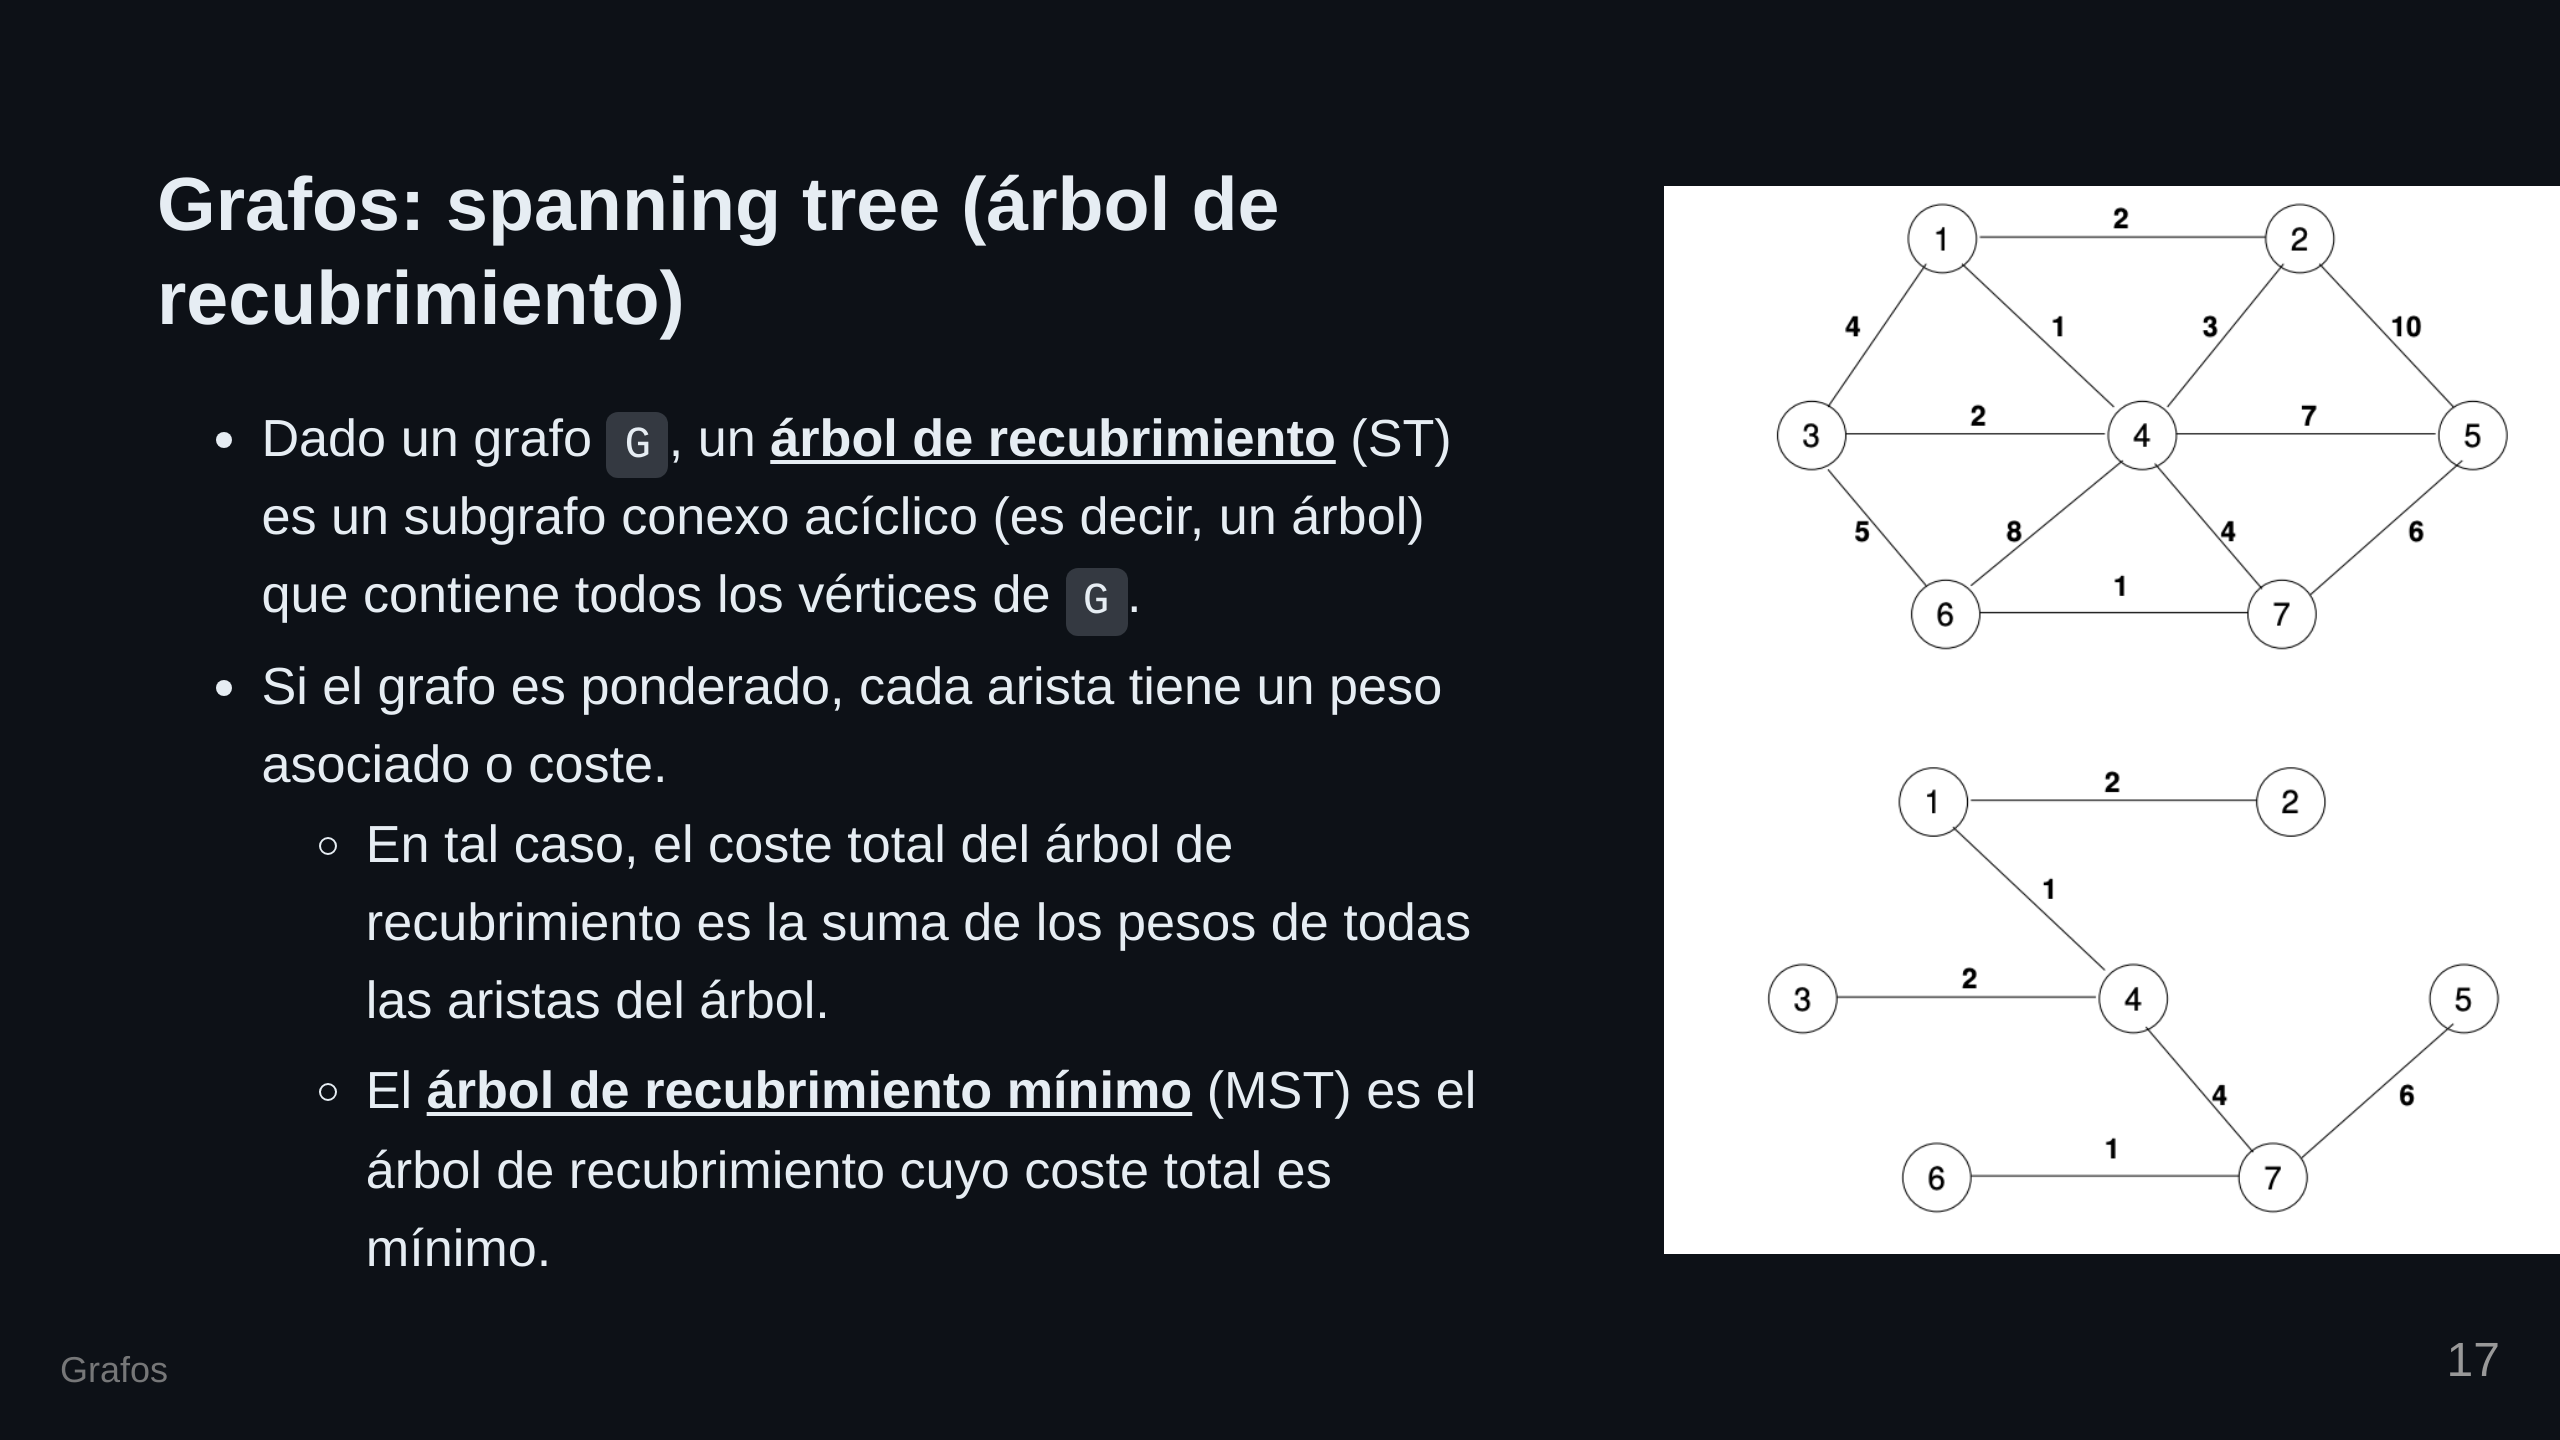 Grafos: spanning tree (árbol de
recubrimiento)
• Dado un grafo G, un árbol de recubrimiento (ST)
es un subgrafo conexo acíclico (es decir, un árbol)
que contiene todos los vértices de G.
• Si el grafo es ponderado, cada arista tiene un peso
asociado o coste.
◦ En tal caso, el coste total del árbol de
recubrimiento es la suma de los pesos de todas
las aristas del árbol.
◦ El árbol de recubrimiento mínimo (MST) es el
árbol de recubrimiento cuyo coste total es
mínimo.
1 2 2
4 1 3 10
3 2 4 7 5
5 8 4 6
6 1 7
1 2 2
1
3 2 4 5
4 6
6 1 7
Grafos
17